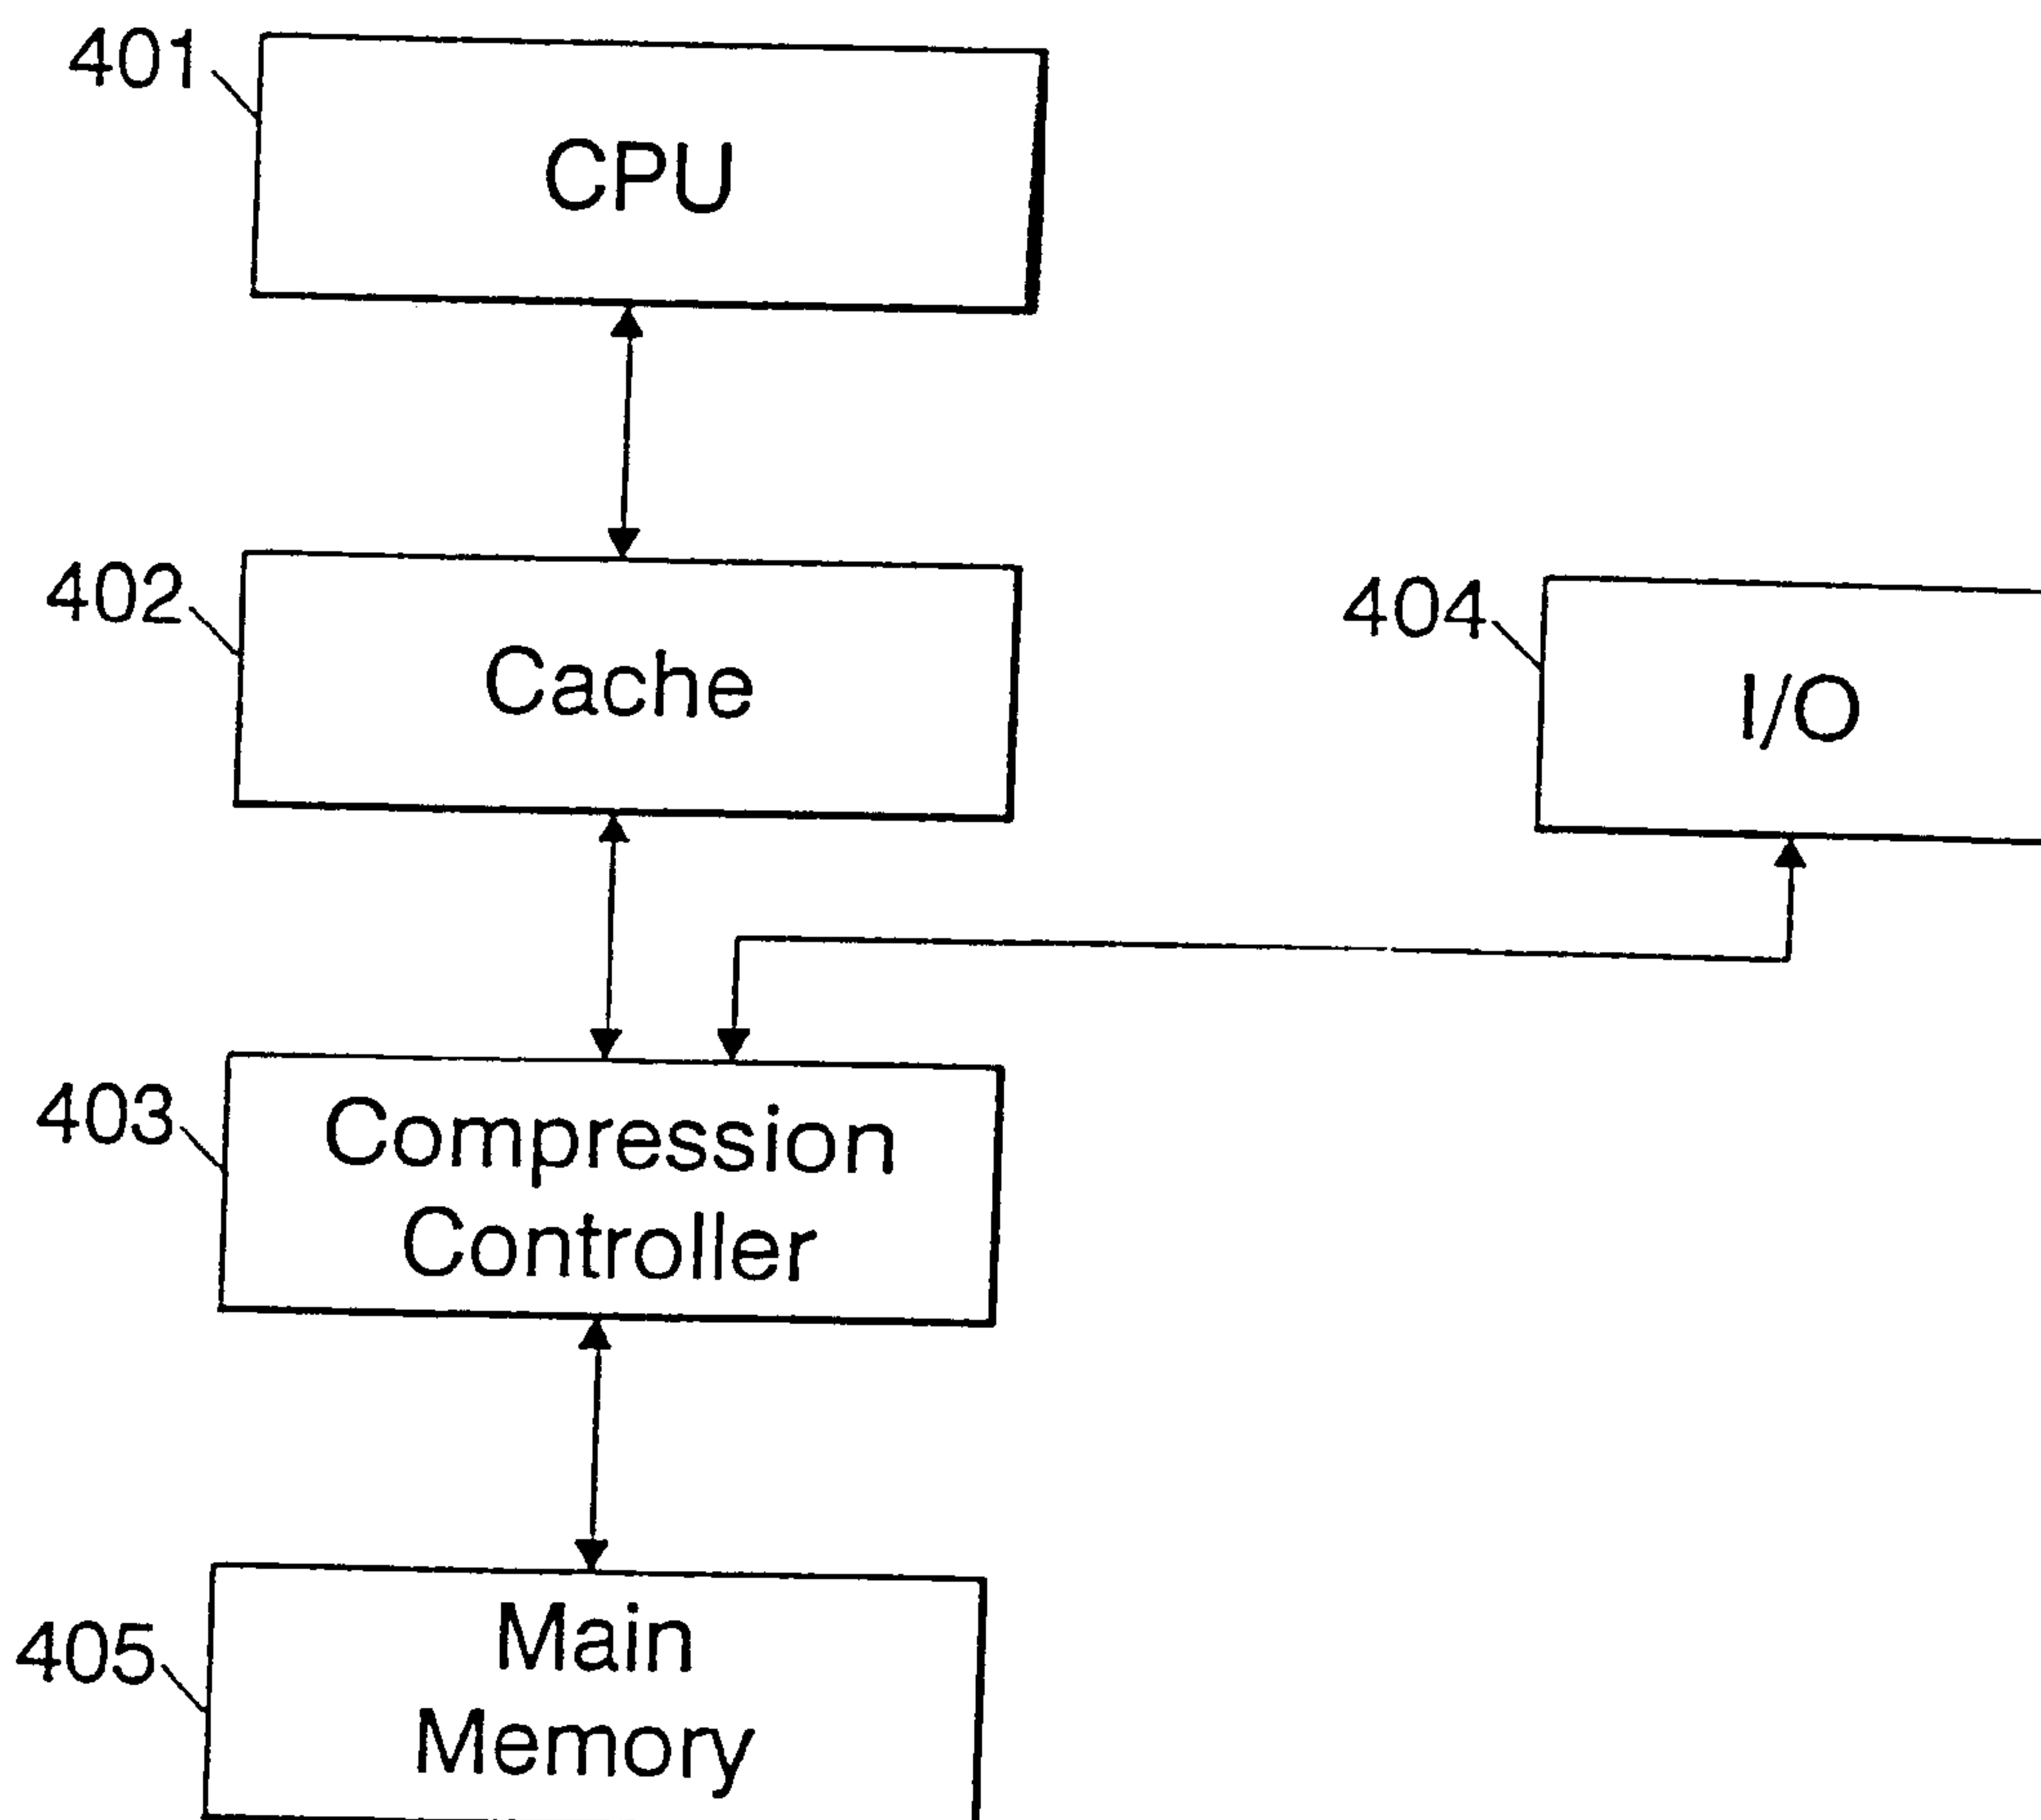 401
CPU
402
Cache
404
I/O
403
Compression
Controller
405
Main
Memory